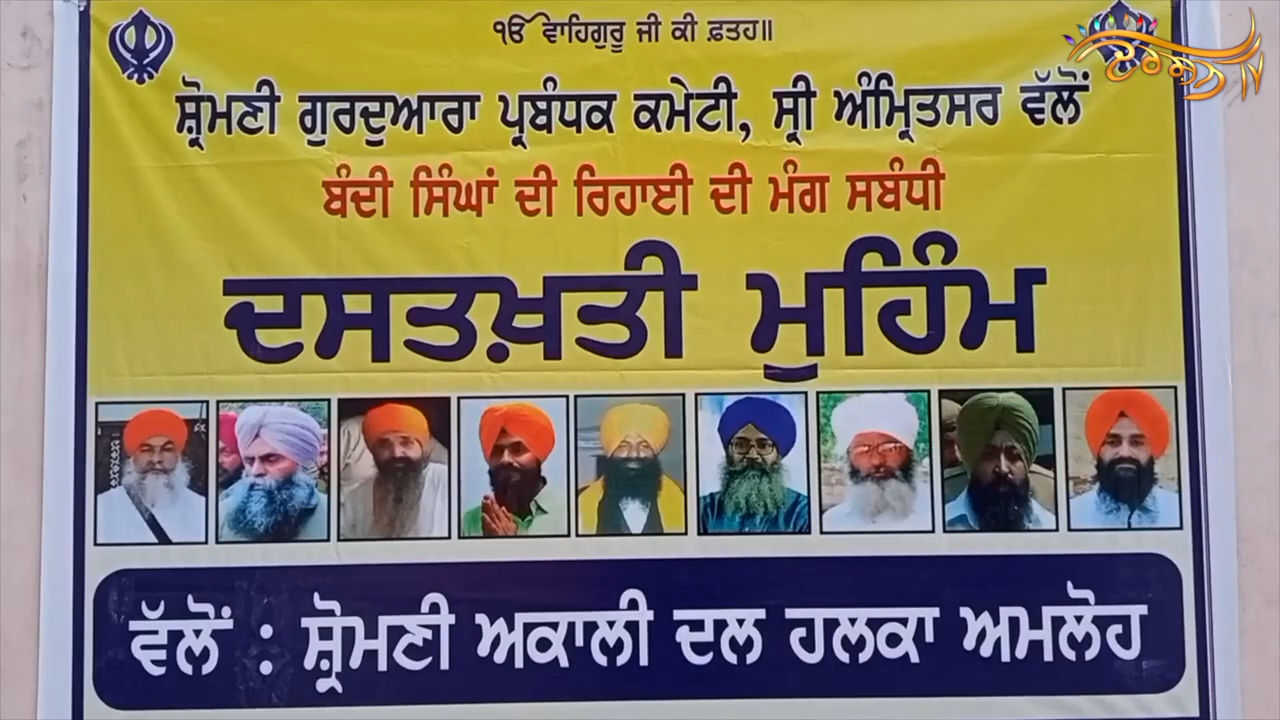 ੴ ਵਾਹਿਗੁਰੂ ਜੀ ਕੀ ਫ਼ਤਹ॥
ਸ਼੍ਰੋਮਣੀ ਗੁਰਦੁਆਰਾ ਪ੍ਰਬੰਧਕ ਕਮੇਟੀ, ਸ੍ਰੀ ਅੰਮ੍ਰਿਤਸਰ ਵੱਲੋਂ
ਬੰਦੀ ਸਿੰਘਾਂ ਦੀ ਰਿਹਾਈ ਦੀ ਮੰਗ ਸਬੰਧੀ
ਦਸਤਖ਼ਤੀ ਮੁਹਿੰਮ
ਵੱਲੋਂ : ਸ਼੍ਰੋਮਣੀ ਅਕਾਲੀ ਦਲ ਹਲਕਾ ਅਮਲੋਹ